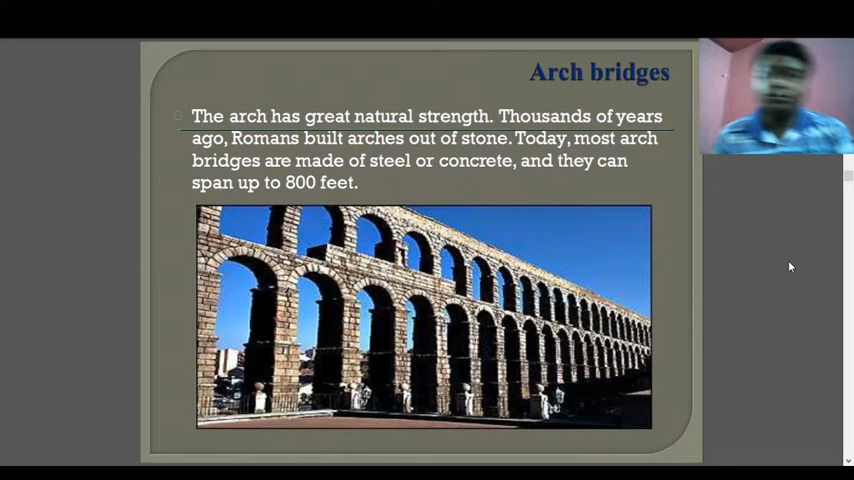 Arch bridges
The arch has great natural strength. Thousands of years
ago, Romans built arches out of stone. Today, most arch
bridges are made of steel or concrete, and they can
span up to 800 feet.